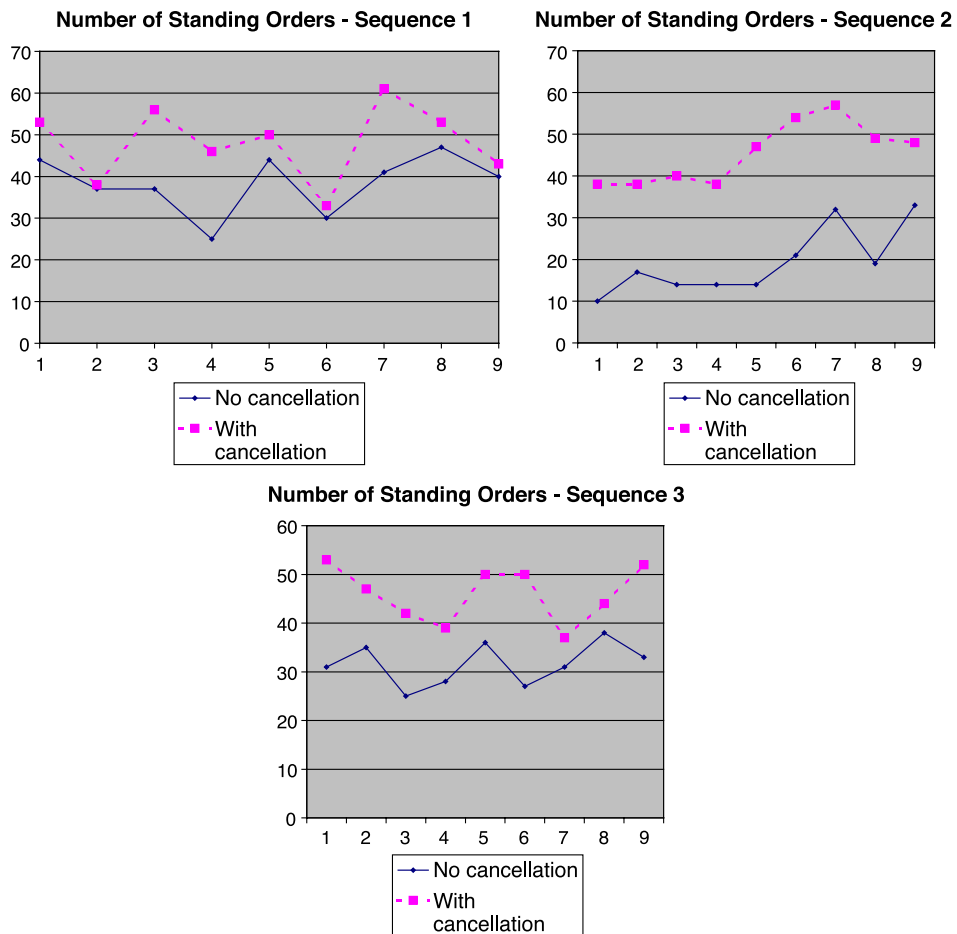 Number of Standing Orders - Sequence 1
70
60
50
40
30
20
10
0
1 2 3 4 5 6 7 8 9
No cancellation
With
cancellation
Number of Standing Orders - Sequence 2
70
60
50
40
30
20
10
0
1 2 3 4 5 6 7 8 9
No cancellation
With
cancellation
Number of Standing Orders - Sequence 3
60
50
40
30
20
10
0
1 2 3 4 5 6 7 8 9
No cancellation
With
cancellation